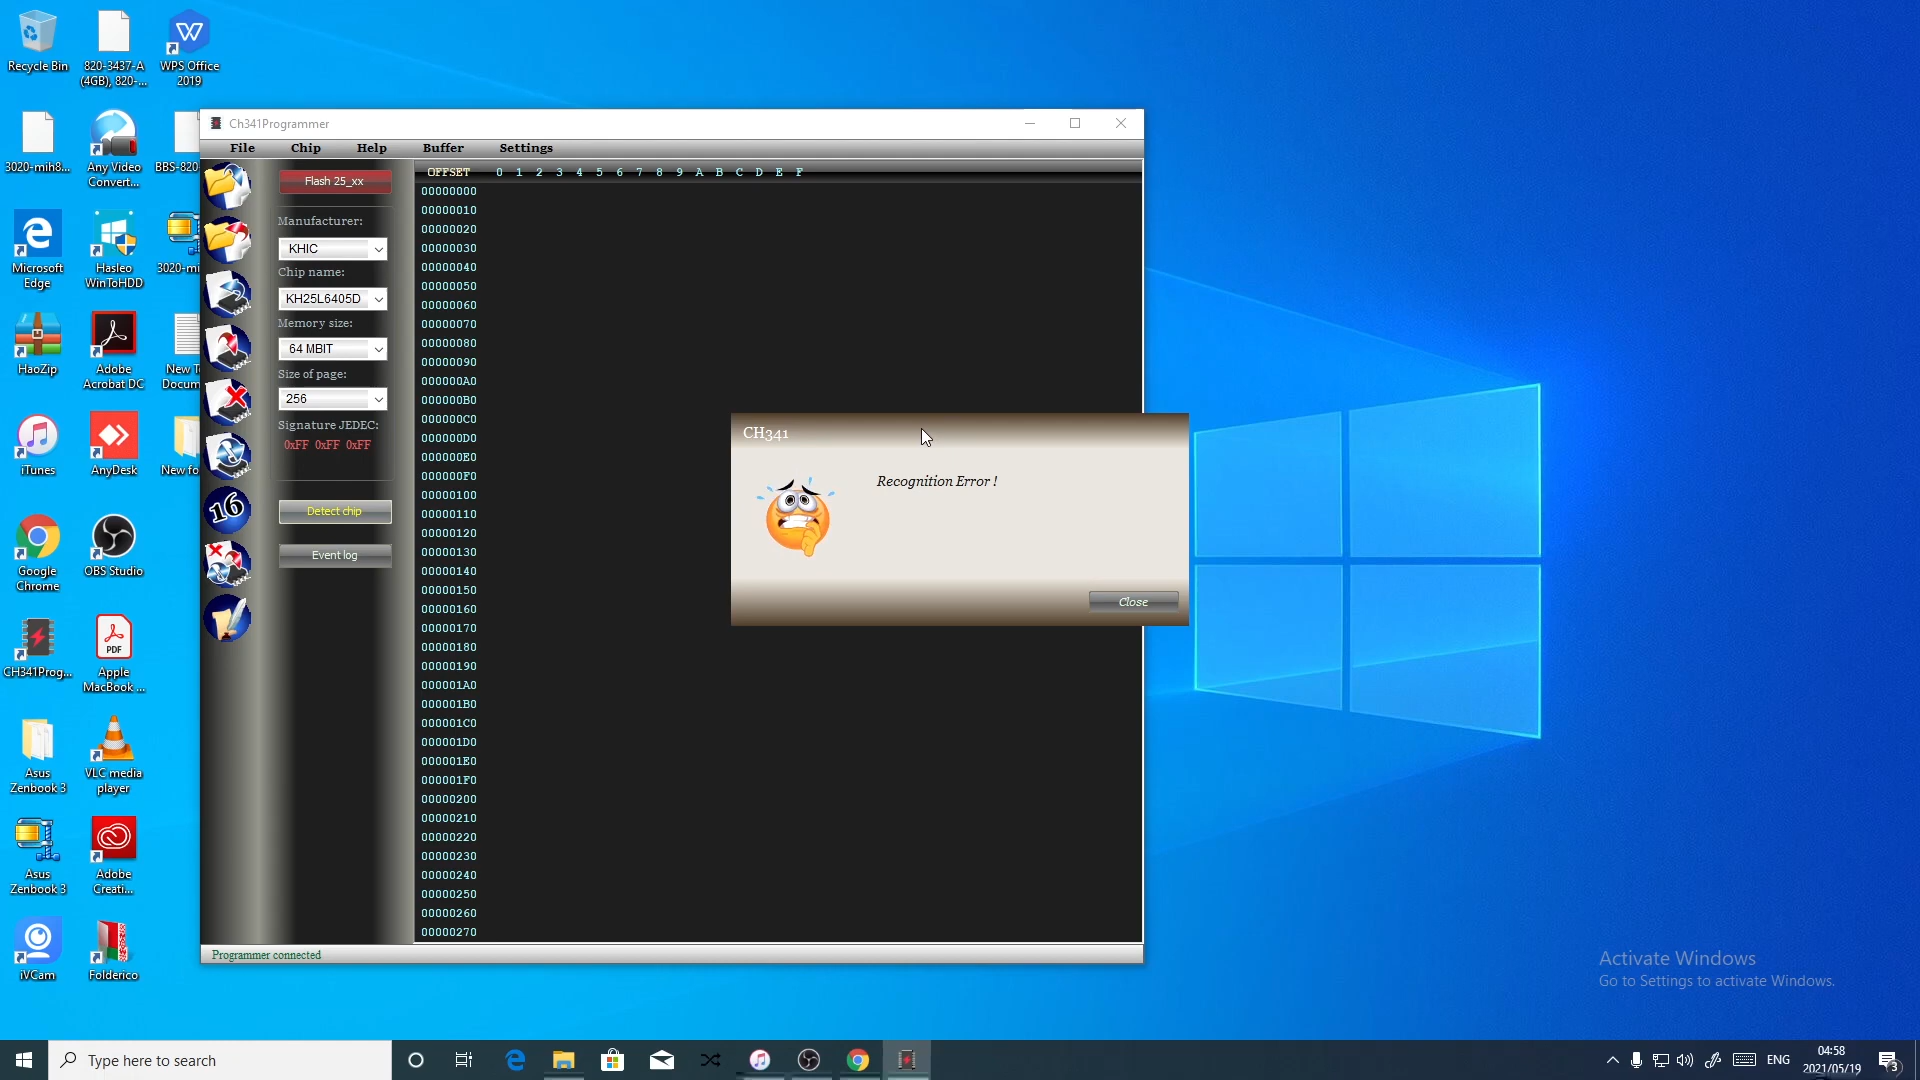 Recycle Bin
820-3437-A
(4GB), 820-...
WPS Office
2019
3020-mih8...
Any Video
Convert...
BBS-820
Microsoft
Edge
Hasleo
WinToHDD
3020-mi
HaoZip
Adobe
Acrobat DC
New T
Docum
iTunes
AnyDesk
New fo
Google
Chrome
OBS Studio
CH341Prog...
PDF
Apple
MacBook ...
Asus
Zenbook 3
VLC media
player
Asus
Zenbook 3
Adobe
Creati...
iVCam
Folderico
Ch341Programmer
File Chip Help Buffer Settings
Flash 25_xx
Manufacturer:
KHIC
Chip name:
KH25L6405D
Memory size:
64 MBIT
Size of page:
256
Signature JEDEC:
0xFF 0xFF 0xFF
Detect chip
Event log
16
OFFSET 0 1 2 3 4 5 6 7 8 9 A B C D E F
00000000
00000010
00000020
00000030
00000040
00000050
00000060
00000070
00000080
00000090
000000A0
000000B0
000000C0
000000D0
000000E0
000000F0
00000100
00000110
00000120
00000130
00000140
00000150
00000160
00000170
00000180
00000190
000001A0
000001B0
000001C0
000001D0
000001E0
000001F0
00000200
00000210
00000220
00000230
00000240
00000250
00000260
00000270
Programmer connected
CH341
Recognition Error !
Close
Activate Windows
Go to Settings to activate Windows.
Type here to search
ENG
04:58
2021/05/19
3